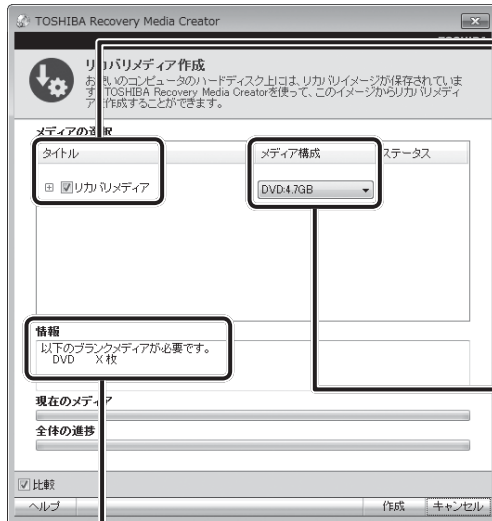 TOSHIBA Recovery Media Creator
リカバリメディア作成
お使いのコンピュータのハードディスク上には、リカバリイメージが保存されていま
す。TOSHIBA Recovery Media Creatorを使って、このイメージからリカバリメディ
アを作成することができます。
メディアの選択
タイトル メディア構成 ステータス
リカバリメディア DVD:4.7GB
情報
以下のブランクメディアが必要です。
DVD X枚
現在のメディア
全体の進捗
比較
ヘルプ 作成 キャンセル